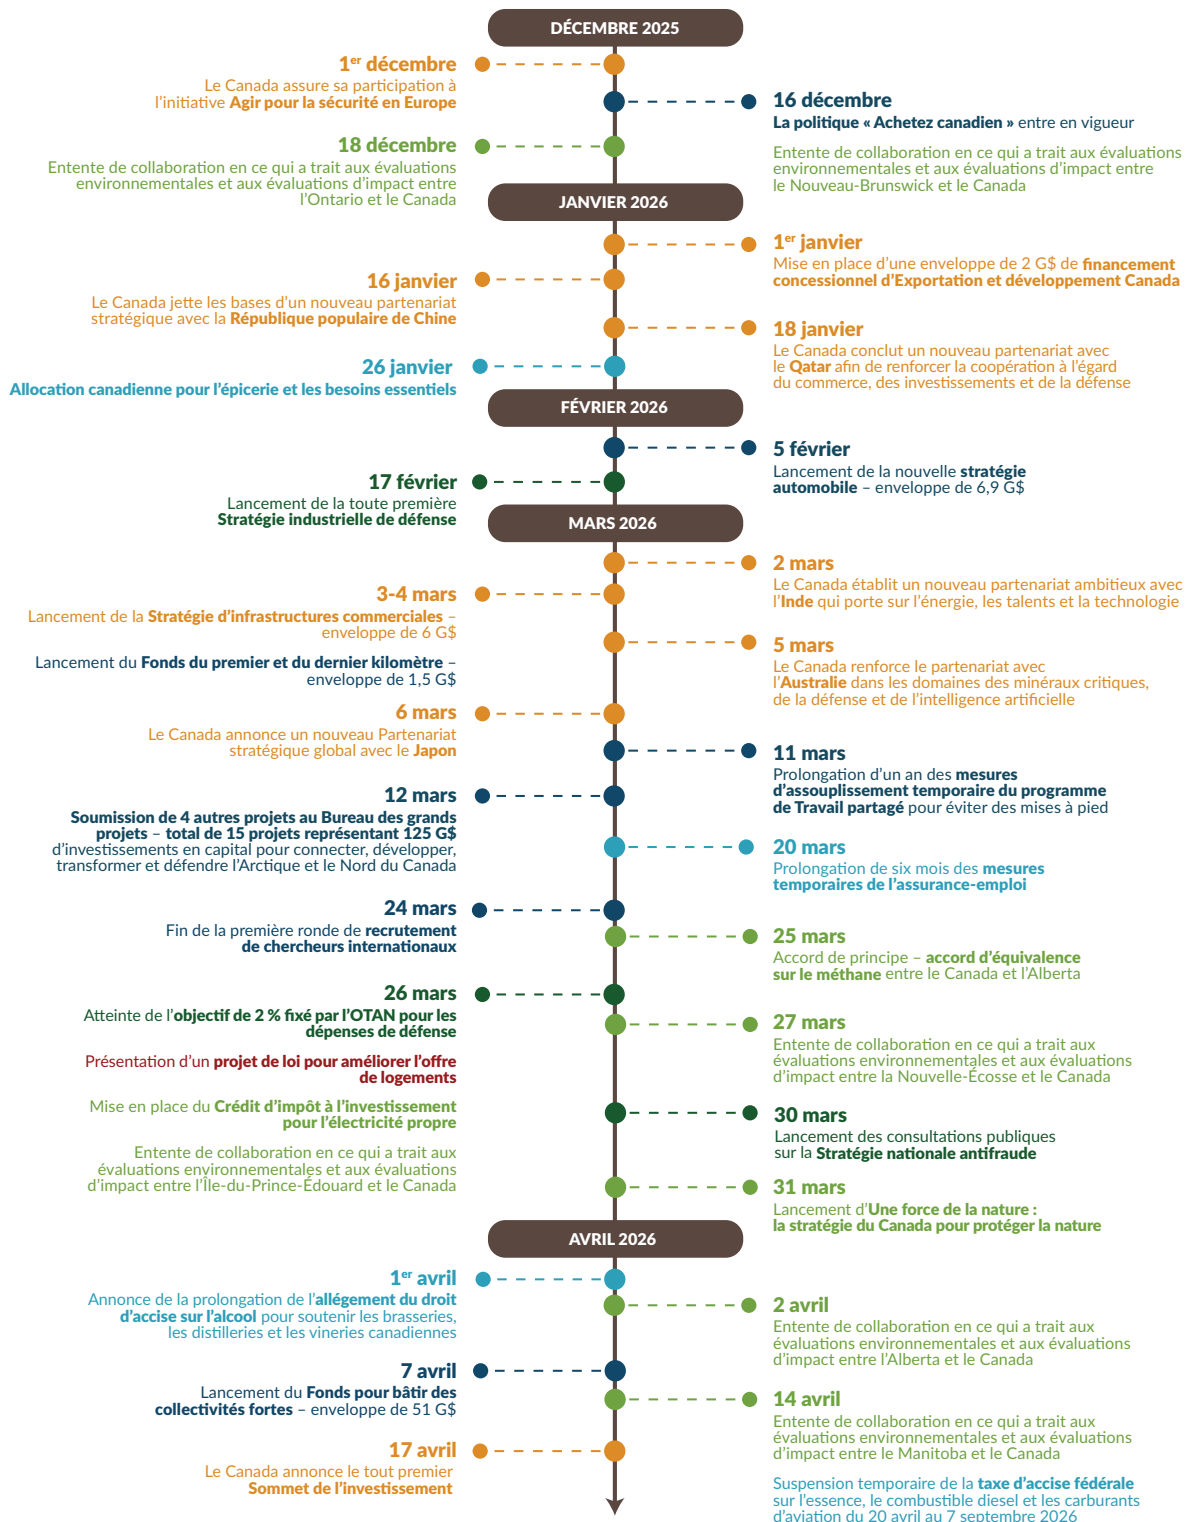 DÉCEMBRE 2025
1er décembre
Le Canada assure sa participation à
l’initiative Agir pour la sécurité en Europe
16 décembre
La politique « Achetez canadien » entre en vigueur
Entente de collaboration en ce qui a trait aux évaluations
environnementales et aux évaluations d’impact entre
le Nouveau-Brunswick et le Canada
18 décembre
Entente de collaboration en ce qui a trait aux évaluations
environnementales et aux évaluations d’impact entre
l’Ontario et le Canada
JANVIER 2026
1er janvier
Mise en place d’une enveloppe de 2 G$ de financement
concessionnel d’Exportation et développement Canada
16 janvier
Le Canada jette les bases d’un nouveau partenariat
stratégique avec la République populaire de Chine
18 janvier
Le Canada conclut un nouveau partenariat avec
le Qatar afin de renforcer la coopération à l’égard
du commerce, des investissements et de la défense
26 janvier
Allocation canadienne pour l’épicerie et les besoins essentiels
FÉVRIER 2026
5 février
Lancement de la nouvelle stratégie
automobile – enveloppe de 6,9 G$
17 février
Lancement de la toute première
Stratégie industrielle de défense
MARS 2026
2 mars
Le Canada établit un nouveau partenariat ambitieux avec
l’Inde qui porte sur l’énergie, les talents et la technologie
3-4 mars
Lancement de la Stratégie d’infrastructures commerciales –
enveloppe de 6 G$
Lancement du Fonds du premier et du dernier kilomètre –
enveloppe de 1,5 G$
5 mars
Le Canada renforce le partenariat avec
l’Australie dans les domaines des minéraux critiques,
de la défense et de l’intelligence artificielle
6 mars
Le Canada annonce un nouveau Partenariat
stratégique global avec le Japon
11 mars
Prolongation d’un an des mesures
d’assouplissement temporaire du programme
de Travail partagé pour éviter des mises à pied
12 mars
Soumission de 4 autres projets au Bureau des grands
projets – total de 15 projets représentant 125 G$
d’investissements en capital pour connecter, développer,
transformer et défendre l’Arctique et le Nord du Canada
20 mars
Prolongation de six mois des mesures
temporaires de l’assurance-emploi
24 mars
Fin de la première ronde de recrutement
de chercheurs internationaux
25 mars
Accord de principe – accord d’équivalence
sur le méthane entre le Canada et l’Alberta
26 mars
Atteinte de l’objectif de 2 % fixé par l’OTAN pour les
dépenses de défense
Présentation d’un projet de loi pour améliorer l’offre
de logements
Mise en place du Crédit d’impôt à l’investissement
pour l’électricité propre
Entente de collaboration en ce qui a trait aux
évaluations environnementales et aux évaluations
d’impact entre l’Île-du-Prince-Édouard et le Canada
27 mars
Entente de collaboration en ce qui a trait aux
évaluations environnementales et aux évaluations
d’impact entre la Nouvelle-Écosse et le Canada
30 mars
Lancement des consultations publiques
sur la Stratégie nationale antifraude
31 mars
Lancement d’Une force de la nature :
la stratégie du Canada pour protéger la nature
AVRIL 2026
1er avril
Annonce de la prolongation de l’allégement du droit
d’accise sur l’alcool pour soutenir les brasseries,
les distilleries et les vineries canadiennes
2 avril
Entente de collaboration en ce qui a trait aux
évaluations environnementales et aux évaluations
d’impact entre l’Alberta et le Canada
7 avril
Lancement du Fonds pour bâtir des
collectivités fortes – enveloppe de 51 G$
14 avril
Entente de collaboration en ce qui a trait aux
évaluations environnementales et aux évaluations
d’impact entre le Manitoba et le Canada
Suspension temporaire de la taxe d’accise fédérale
sur l’essence, le combustible diesel et les carburants
d’aviation du 20 avril au 7 septembre 2026
17 avril
Le Canada annonce le tout premier
Sommet de l’investissement